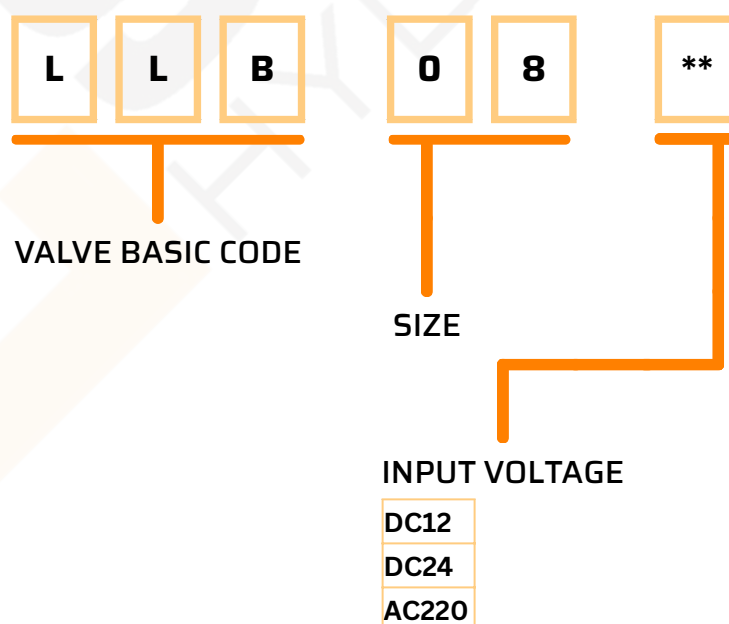 L L B 0 8 **
VALVE BASIC CODE
SIZE
INPUT VOLTAGE
DC12
DC24
AC220